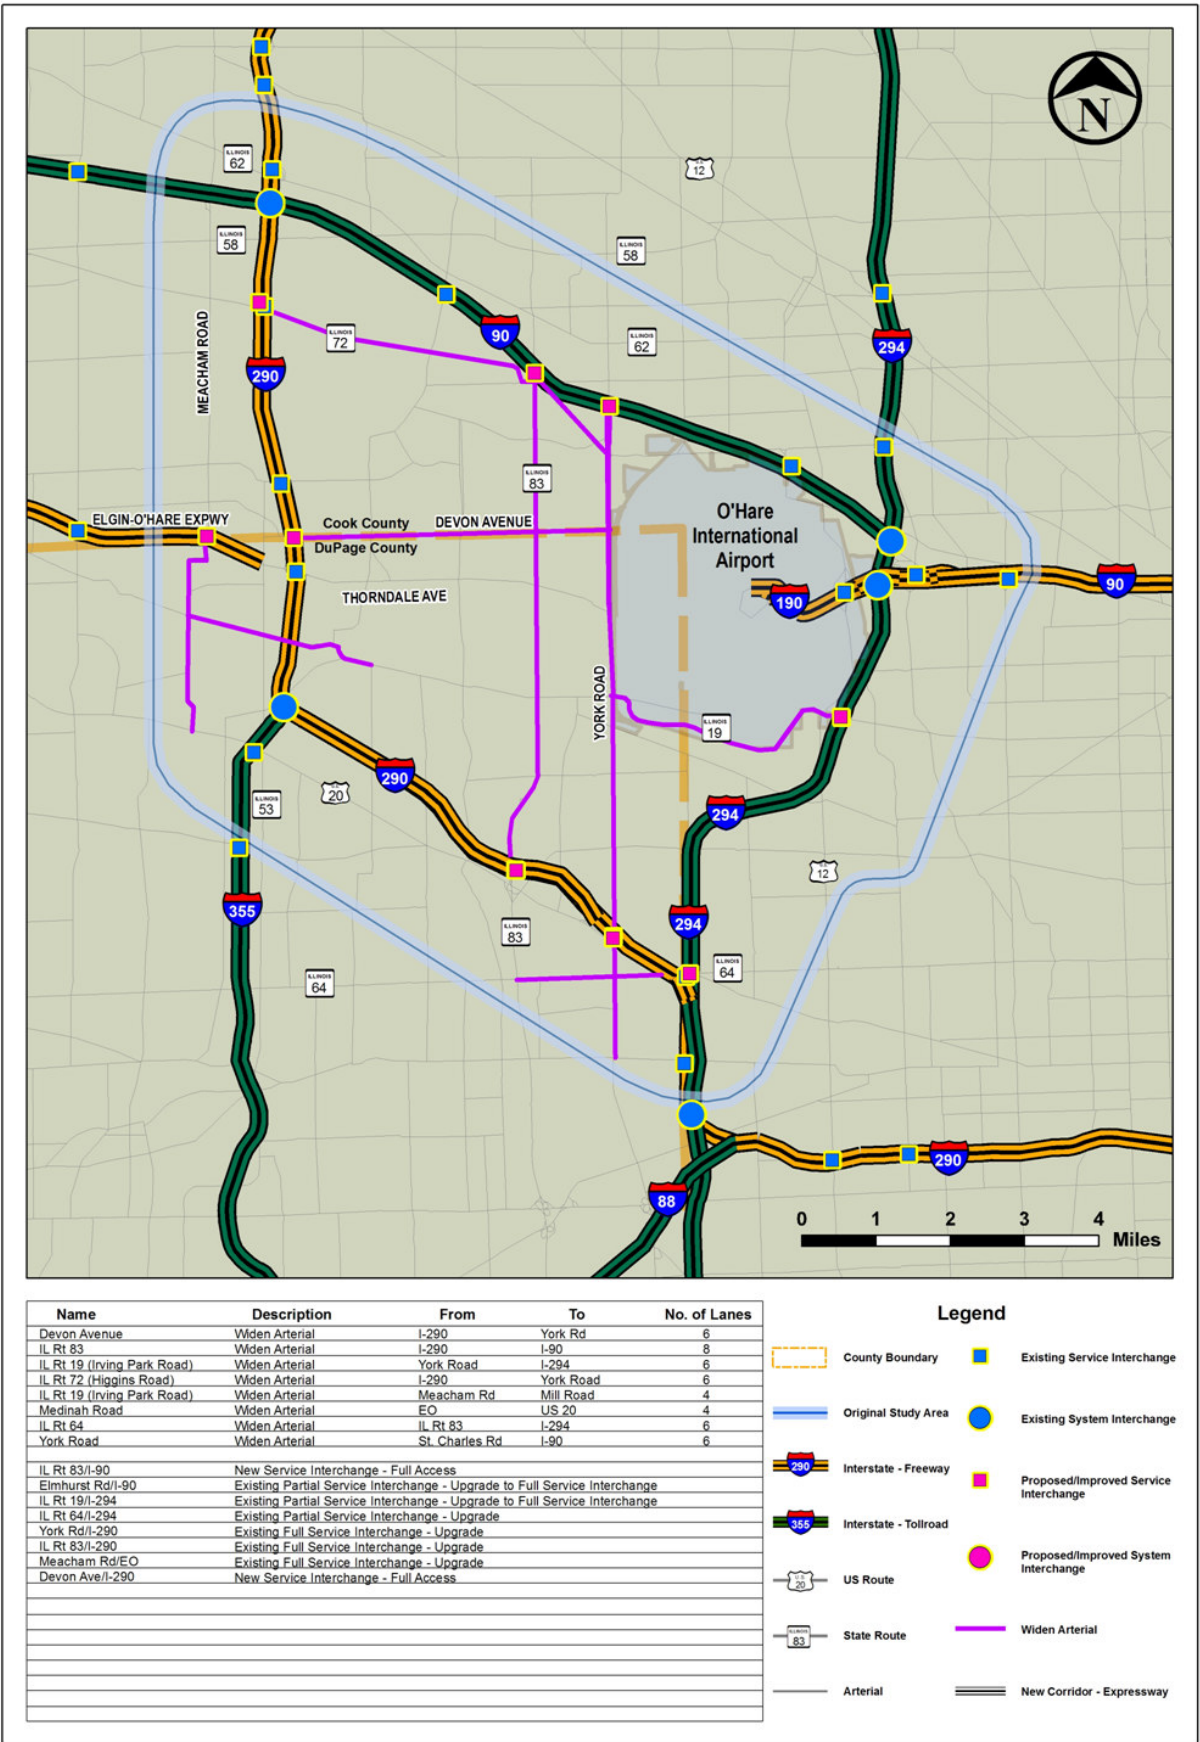 N
ILLINOIS
62
U.S.
12
ILLINOIS
58
ILLINOIS
58
ILLINOIS
72
90
ILLINOIS
62
294
MEACHAM ROAD
290
ILLINOIS
83
O'Hare
International
Airport
ELGIN-O'HARE EXPWY
Cook County
DEVON AVENUE
DuPage County
THORNDALE AVE
190
90
YORK ROAD
ILLINOIS
19
290
U.S.
20
ILLINOIS
53
294
U.S.
12
355
294
ILLINOIS
83
ILLINOIS
64
ILLINOIS
64
290
88
0 1 2 3 4
Miles
Name Description From To No. of Lanes
Devon Avenue Widen Arterial I-290 York Rd 6
IL Rt 83 Widen Arterial I-290 I-90 8
IL Rt 19 (Irving Park Road) Widen Arterial York Road I-294 6
IL Rt 72 (Higgins Road) Widen Arterial I-290 York Road 6
IL Rt 19 (Irving Park Road) Widen Arterial Meacham Rd Mill Road 4
Medinah Road Widen Arterial EO US 20 4
IL Rt 64 Widen Arterial IL Rt 83 I-294 6
York Road Widen Arterial St. Charles Rd I-90 6
IL Rt 83/I-90 New Service Interchange - Full Access
Elmhurst Rd/I-90 Existing Partial Service Interchange - Upgrade to Full Service Interchange
IL Rt 19/I-294 Existing Partial Service Interchange - Upgrade to Full Service Interchange
IL Rt 64/I-294 Existing Partial Service Interchange - Upgrade
York Rd/I-290 Existing Full Service Interchange - Upgrade
IL Rt 83/I-290 Existing Full Service Interchange - Upgrade
Meacham Rd/EO Existing Full Service Interchange - Upgrade
Devon Ave/I-290 New Service Interchange - Full Access
Legend
County Boundary
Existing Service Interchange
Original Study Area
Existing System Interchange
290
Interstate - Freeway
Proposed/Improved Service
Interchange
355
Interstate - Tollroad
Proposed/Improved System
Interchange
U.S.
20
US Route
ILLINOIS
83
State Route
Widen Arterial
Arterial
New Corridor - Expressway